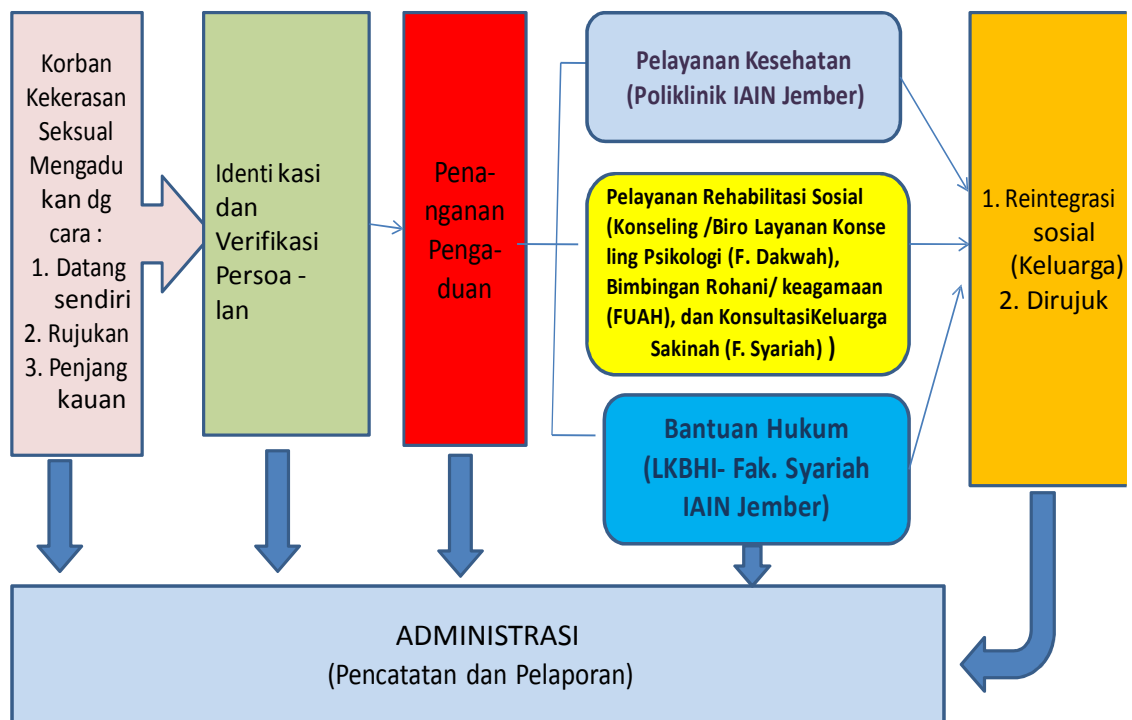 Korban
Kekerasan
Seksual
Mengadu
kan dg
cara :
1. Datang
sendiri
2. Rujukan
3. Penjang
kauan
Identi kasi
dan
Verifikasi
Persoa -
lan
Pena-
nganan
Penga-
duan
Pelayanan Kesehatan
(Poliklinik IAIN Jember)
Pelayanan Rehabilitasi Sosial
(Konseling /Biro Layanan Konse
ling Psikologi (F. Dakwah),
Bimbingan Rohani/ keagamaan
(FUAH), dan KonsultasiKeluarga
Sakinah (F. Syariah) )
Bantuan Hukum
(LKBHI- Fak. Syariah
IAIN Jember)
1. Reintegrasi
sosial
(Keluarga)
2. Dirujuk
ADMINISTRASI
(Pencatatan dan Pelaporan)